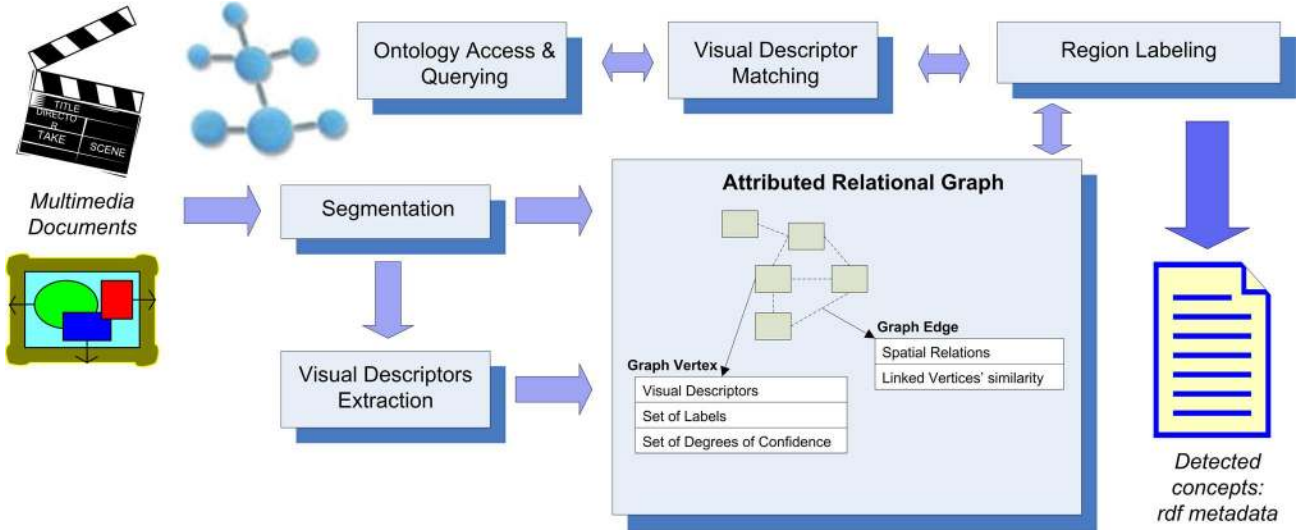 Ontology Access &
Querying
Visual Descriptor
Matching
Region Labeling
TITLE
DIRECTO
R
TAKE
SCENE
Multimedia
Documents
Segmentation
Attributed Relational Graph
Graph Edge
Spatial Relations
Linked Vertices' similarity
Visual Descriptors
Extraction
Graph Vertex
Visual Descriptors
Set of Labels
Set of Degrees of Confidence
Detected
concepts:
rdf metadata